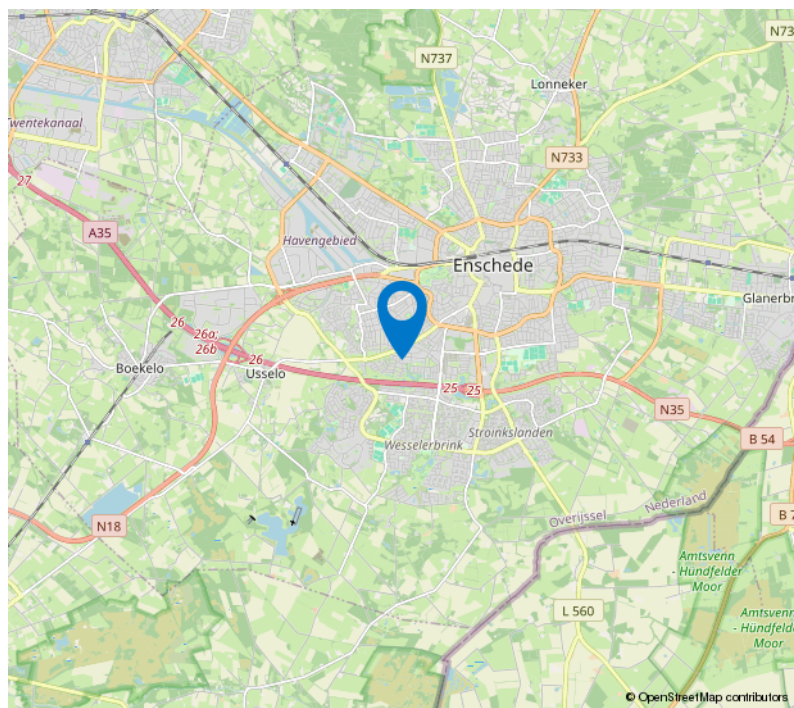 N737
N73
Lonneker
Twentekanaal
N733
27
A35
Havengebied
Enschede
Glanerbr
26
26a;
26b
26
Boekelo
Usselo
25
25
N35
Wesselerbrink
Stroinkslanden
B 54
N18
Overijssel
Nederland
B 7
Amtsvenn
- Hündfelder
Moor
L 560
Amtsvenn
- Hündfelde
Moor
© OpenStreetMap contributors